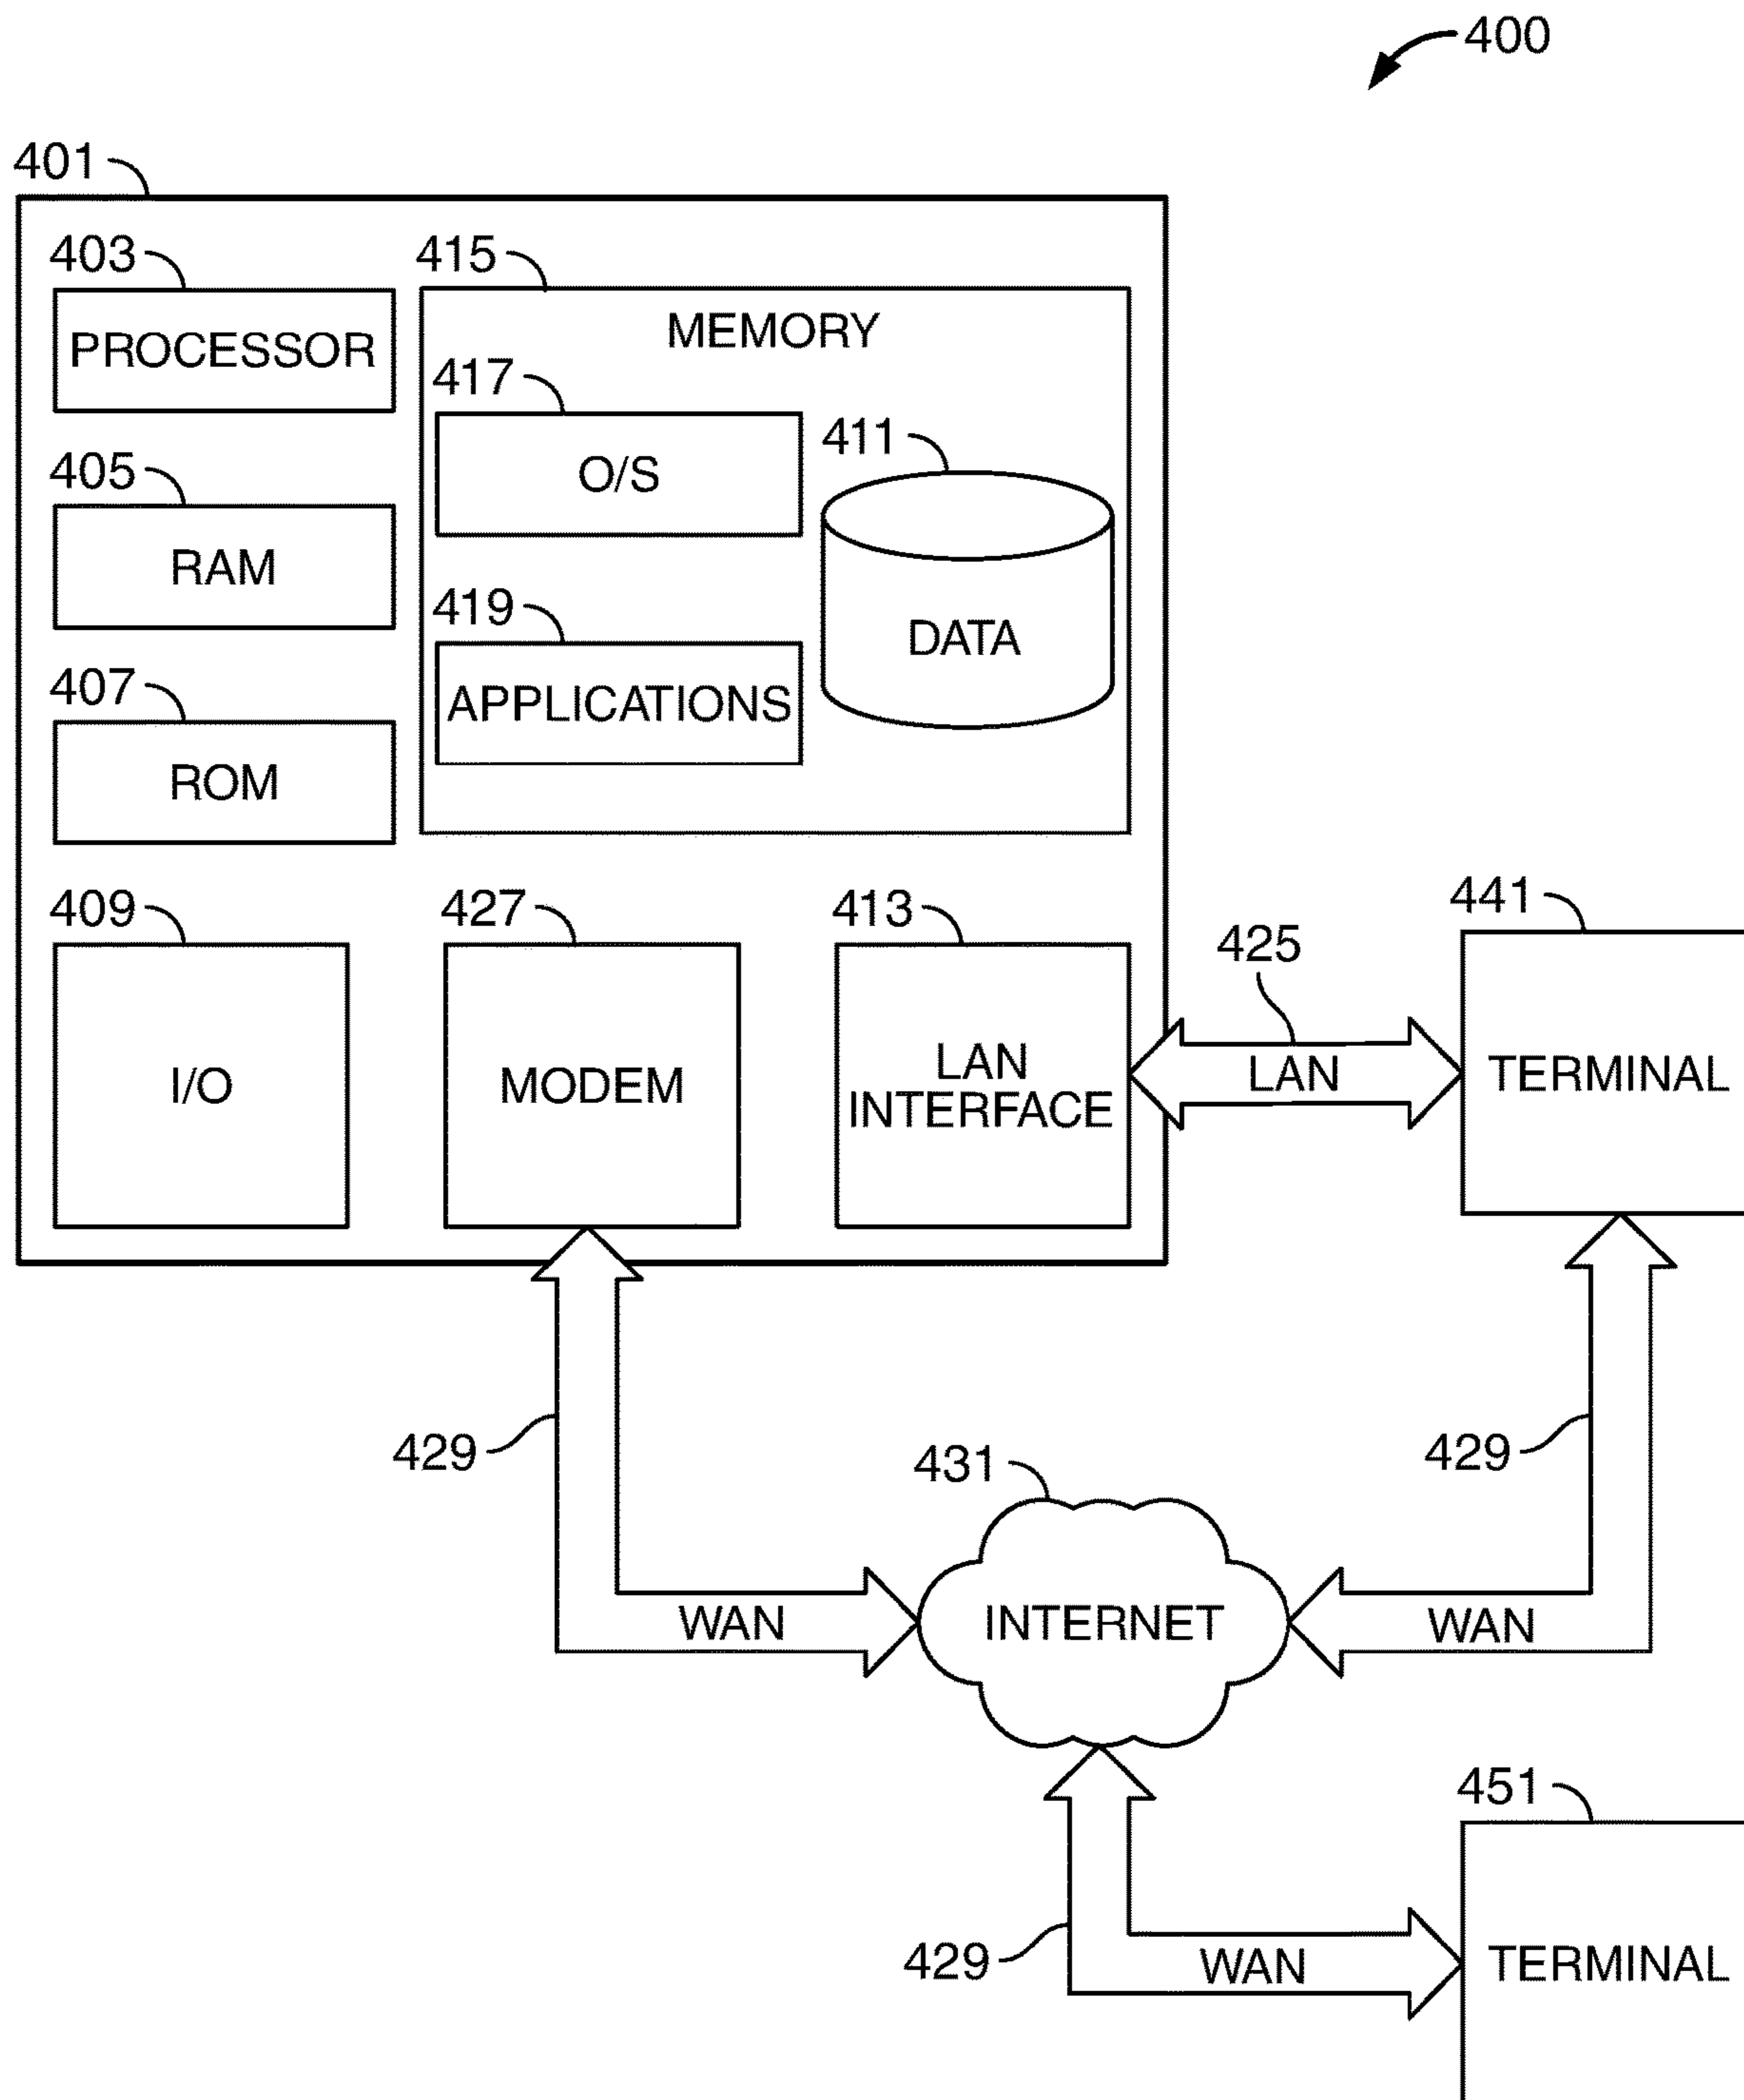 400
401
403
PROCESSOR
405
RAM
407
ROM
415
MEMORY
417
O/S
411
DATA
419
APPLICATIONS
409
I/O
427
MODEM
413
LAN
INTERFACE
425
LAN
441
TERMINAL
429
WAN
431
INTERNET
429
WAN
429
WAN
451
TERMINAL